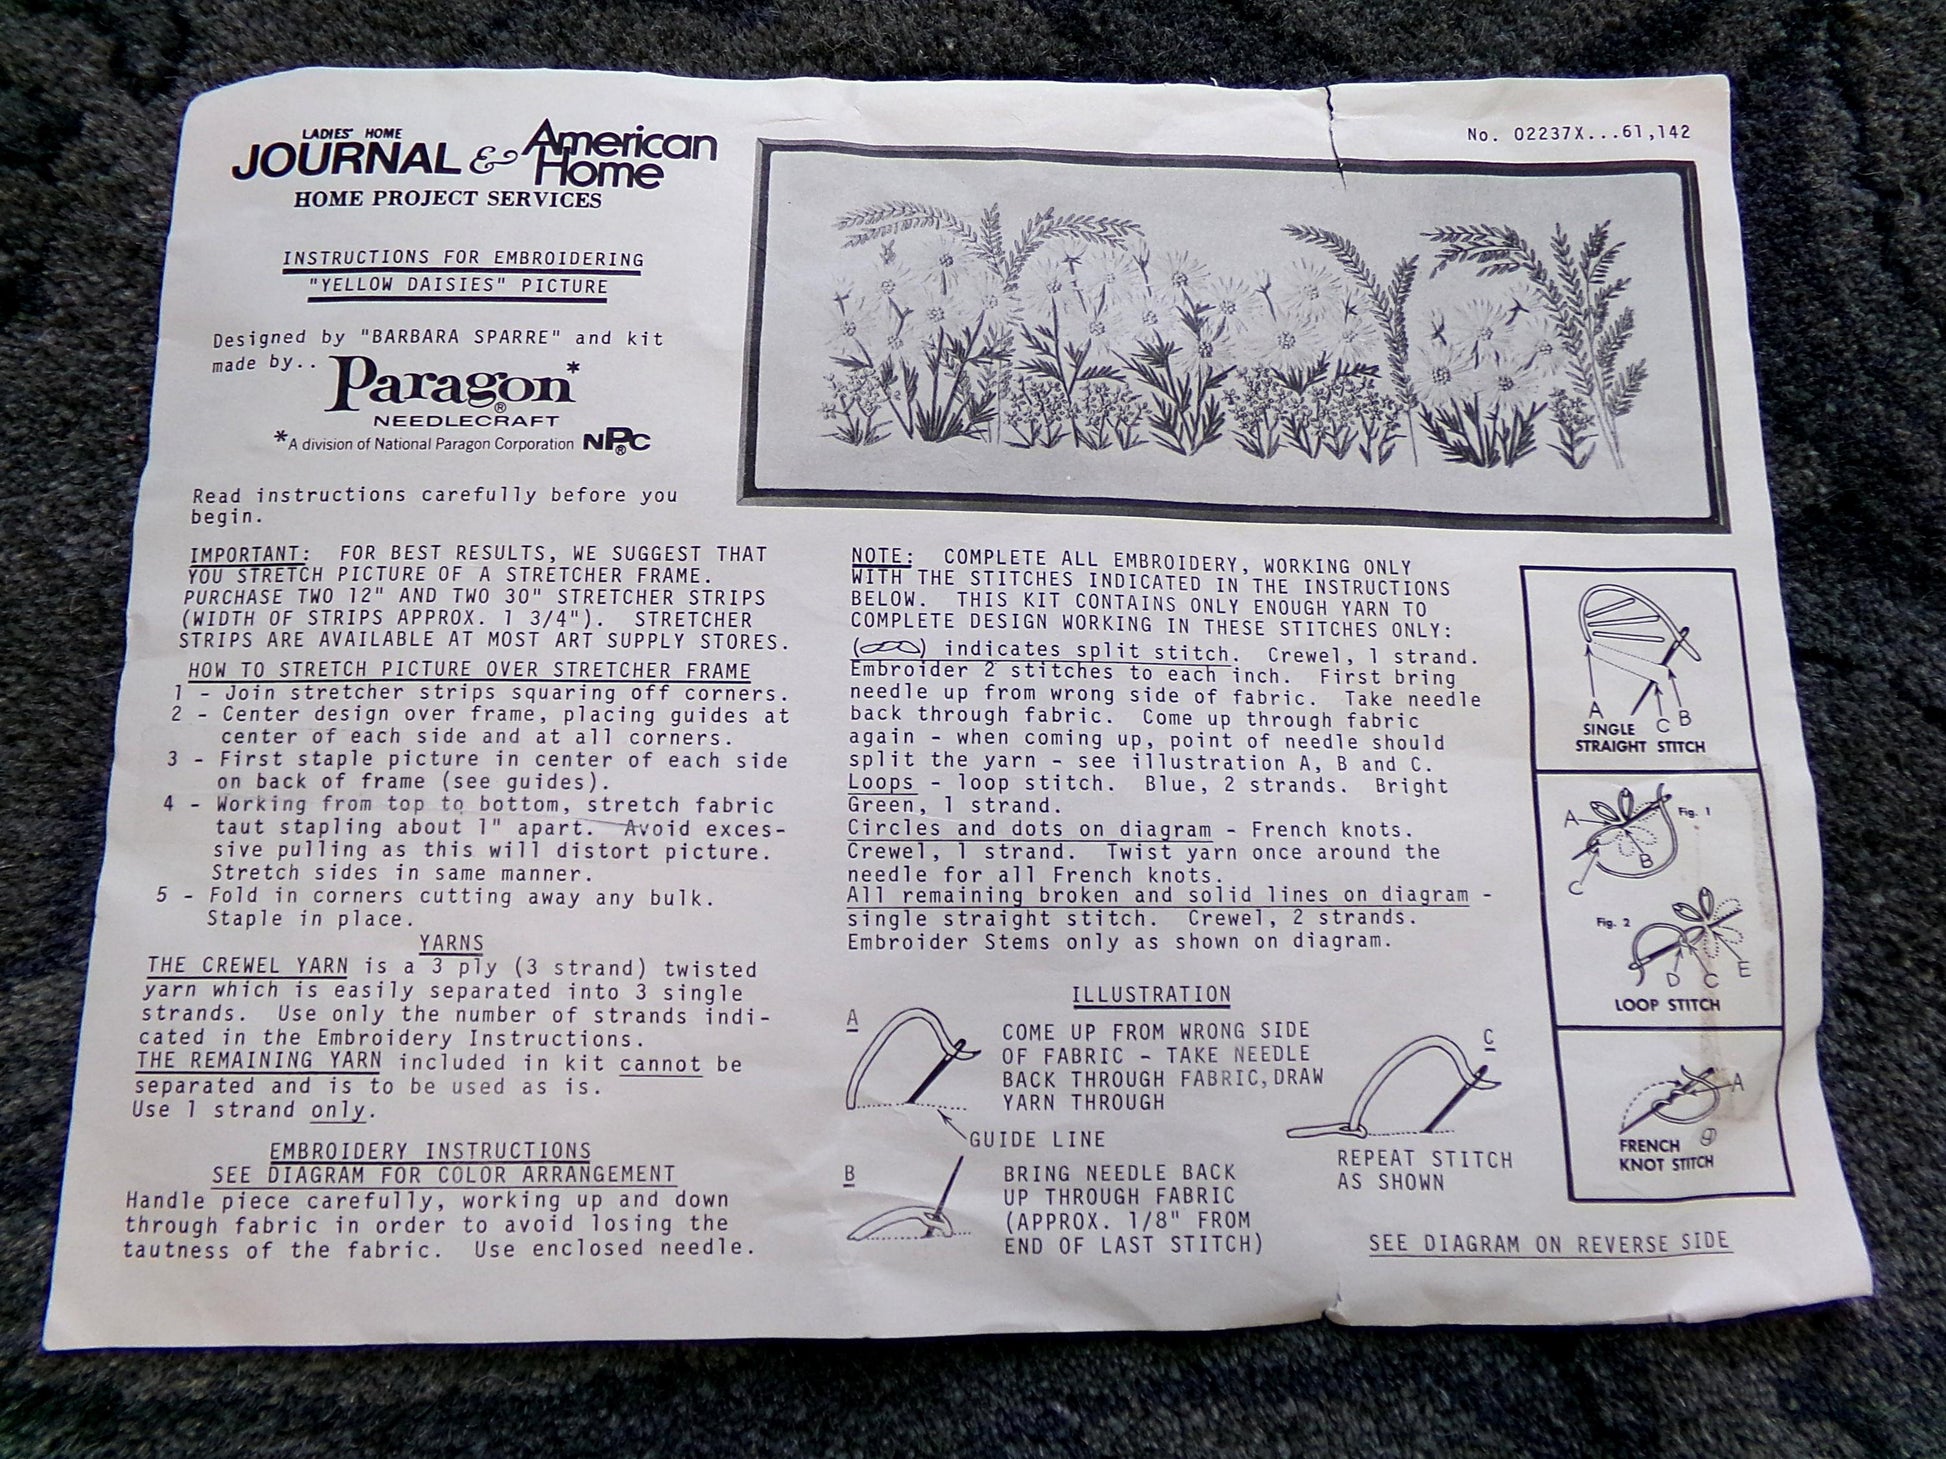 LADIES' HOME
JOURNAL & American Home
HOME PROJECT SERVICES
INSTRUCTIONS FOR EMBROIDERING
"YELLOW DAISIES" PICTURE
Designed by "BARBARA SPARRE" and kit
made by..
Paragon*
®
NEEDLECRAFT
*A division of National Paragon Corporation NPC®
Read instructions carefully before you
begin.
IMPORTANT: FOR BEST RESULTS, WE SUGGEST THAT
YOU STRETCH PICTURE OF A STRETCHER FRAME.
PURCHASE TWO 12" AND TWO 30" STRETCHER STRIPS
(WIDTH OF STRIPS APPROX. 1 3/4"). STRETCHER
STRIPS ARE AVAILABLE AT MOST ART SUPPLY STORES.
HOW TO STRETCH PICTURE OVER STRETCHER FRAME
1 - Join stretcher strips squaring off corners.
2 - Center design over frame, placing guides at
center of each side and at all corners.
3 - First staple picture in center of each side
on back of frame (see guides).
4 - Working from top to bottom, stretch fabric
taut stapling about 1" apart. Avoid exces-
sive pulling as this will distort picture.
Stretch sides in same manner.
5 - Fold in corners cutting away any bulk.
Staple in place.
YARNS
THE CREWEL YARN is a 3 ply (3 strand) twisted
yarn which is easily separated into 3 single
strands. Use only the number of strands indi-
cated in the Embroidery Instructions.
THE REMAINING YARN included in kit cannot be
separated and is to be used as is.
Use 1 strand only.
EMBROIDERY INSTRUCTIONS
SEE DIAGRAM FOR COLOR ARRANGEMENT
Handle piece carefully, working up and down
through fabric in order to avoid losing the
tautness of the fabric. Use enclosed needle.
No. 02237X...61,142
NOTE: COMPLETE ALL EMBROIDERY, WORKING ONLY
WITH THE STITCHES INDICATED IN THE INSTRUCTIONS
BELOW. THIS KIT CONTAINS ONLY ENOUGH YARN TO
COMPLETE DESIGN WORKING IN THESE STITCHES ONLY:
( ) indicates split stitch. Crewel, 1 strand.
Embroider 2 stitches to each inch. First bring
needle up from wrong side of fabric. Take needle
back through fabric. Come up through fabric
again - when coming up, point of needle should
split the yarn - see illustration A, B and C.
Loops - loop stitch. Blue, 2 strands. Bright
Green, 1 strand.
Circles and dots on diagram - French knots.
Crewel, 1 strand. Twist yarn once around the
needle for all French knots.
All remaining broken and solid lines on diagram -
single straight stitch. Crewel, 2 strands.
Embroider Stems only as shown on diagram.
ILLUSTRATION
A
COME UP FROM WRONG SIDE
OF FABRIC - TAKE NEEDLE
BACK THROUGH FABRIC, DRAW
YARN THROUGH
GUIDE LINE
B
BRING NEEDLE BACK
UP THROUGH FABRIC
(APPROX. 1/8" FROM
END OF LAST STITCH)
C
REPEAT STITCH
AS SHOWN
A C B
SINGLE
STRAIGHT STITCH
Fig. 1
A
B
C
Fig. 2
D C E
LOOP STITCH
A
FRENCH
KNOT STITCH
SEE DIAGRAM ON REVERSE SIDE